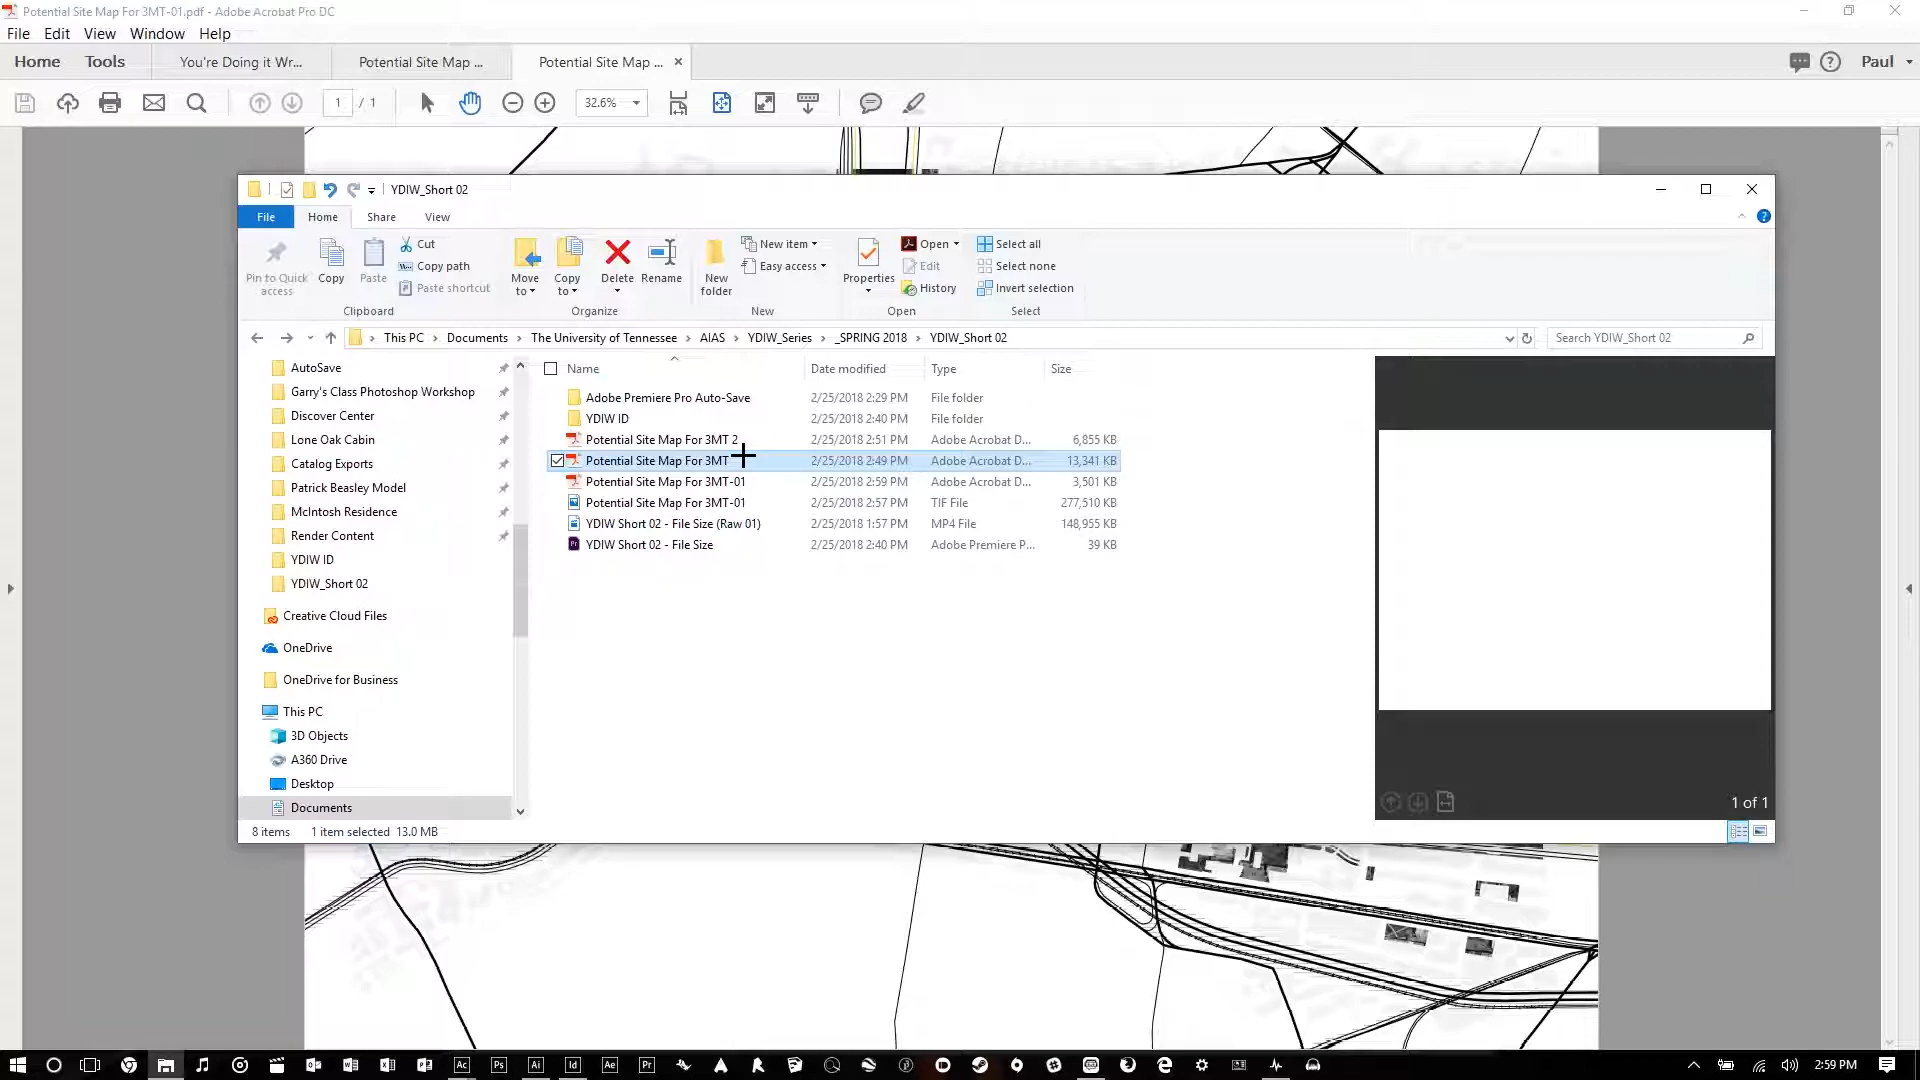 Potential Site Map For 3MT-01.pdf - Adobe Acrobat Pro DC
File Edit View Window Help
Home Tools You're Doing it Wr... Potential Site Map ... Potential Site Map ... × Paul
1 / 1 32.6%
YDIW_Short 02
File Home Share View
Pin to Quick access
Copy
Paste
Cut
Copy path
Paste shortcut
Clipboard
Move to
Copy to
Delete
Rename
Organize
New folder
New item
Easy access
New
Properties
Open
Edit
History
Open
Select all
Select none
Invert selection
Select
This PC > Documents > The University of Tennessee > AIAS > YDIW_Series > _SPRING 2018 > YDIW_Short 02
Search YDIW_Short 02
AutoSave
Garry's Class Photoshop Workshop
Discover Center
Lone Oak Cabin
Catalog Exports
Patrick Beasley Model
McIntosh Residence
Render Content
YDIW ID
YDIW_Short 02
Creative Cloud Files
OneDrive
OneDrive for Business
This PC
3D Objects
A360 Drive
Desktop
Documents
Name Date modified Type Size
Adobe Premiere Pro Auto-Save 2/25/2018 2:29 PM File folder
YDIW ID 2/25/2018 2:40 PM File folder
Potential Site Map For 3MT 2 2/25/2018 2:51 PM Adobe Acrobat D... 6,855 KB
Potential Site Map For 3MT 2/25/2018 2:49 PM Adobe Acrobat D... 13,341 KB
Potential Site Map For 3MT-01 2/25/2018 2:59 PM Adobe Acrobat D... 3,501 KB
Potential Site Map For 3MT-01 2/25/2018 2:57 PM TIF File 277,510 KB
YDIW Short 02 - File Size (Raw 01) 2/25/2018 1:57 PM MP4 File 148,955 KB
YDIW Short 02 - File Size 2/25/2018 2:40 PM Adobe Premiere P... 39 KB
1 of 1
8 items 1 item selected 13.0 MB
Ac Ps Ai Id Ae Pr
2:59 PM